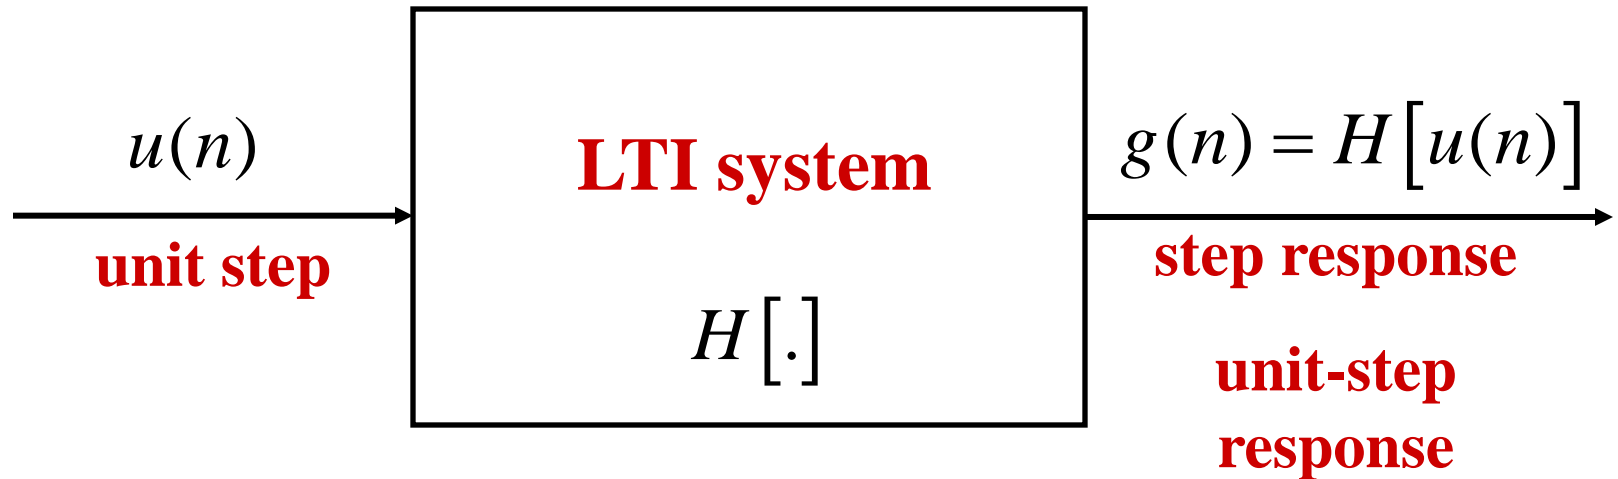 u(n)
unit step
LTI system
H[.]
g(n) = H[u(n)]
step response
unit-step
response